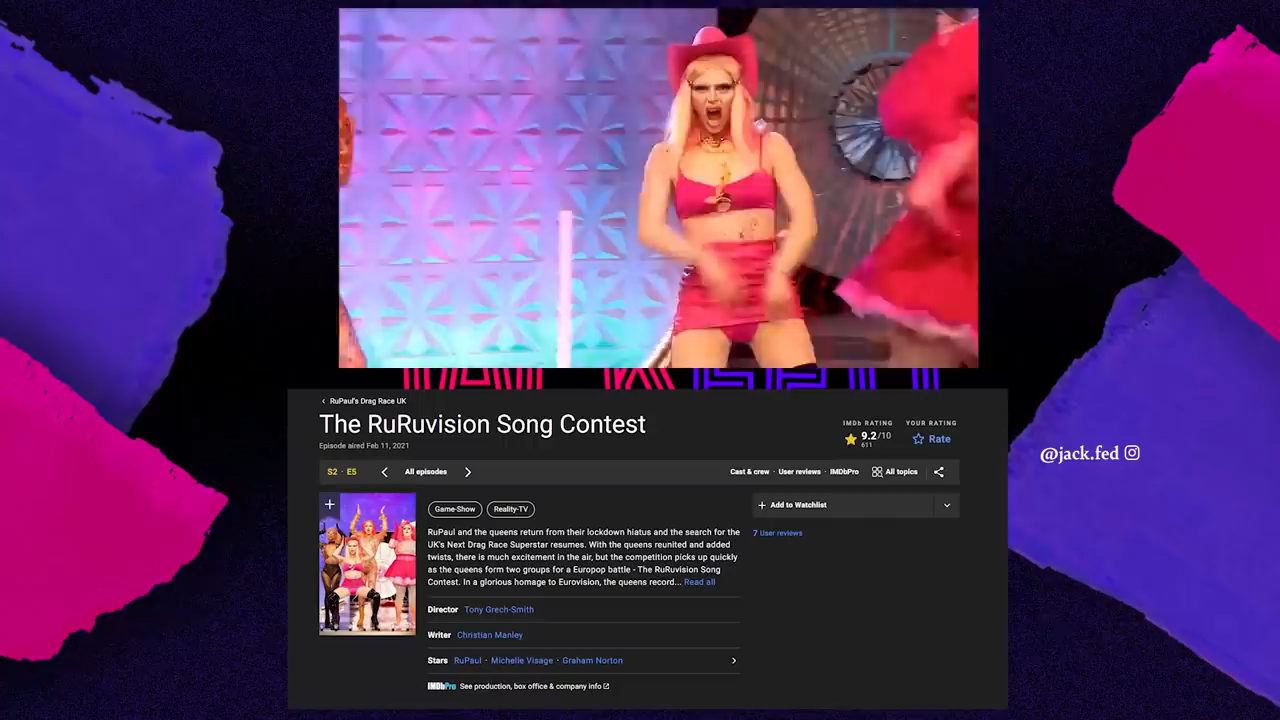 ‹ RuPaul's Drag Race UK
The RuRuvision Song Contest
Episode aired Feb 11, 2021
IMDb RATING
9.2/10
611
YOUR RATING
Rate
S2 · E5
All episodes
Cast & crew · User reviews · IMDbPro
All topics
Game-Show
Reality-TV
RuPaul and the queens return from their lockdown hiatus and the search for the
UK's Next Drag Race Superstar resumes. With the queens reunited and added
twists, there is much excitement in the air, but the competition picks up quickly
as the queens form two groups for a Europop battle - The RuRuvision Song
Contest. In a glorious homage to Eurovision, the queens record... Read all
Director Tony Grech-Smith
Writer Christian Manley
Stars RuPaul · Michelle Visage · Graham Norton
IMDbPro See production, box office & company info
+ Add to Watchlist
7 User reviews
@jack.fed